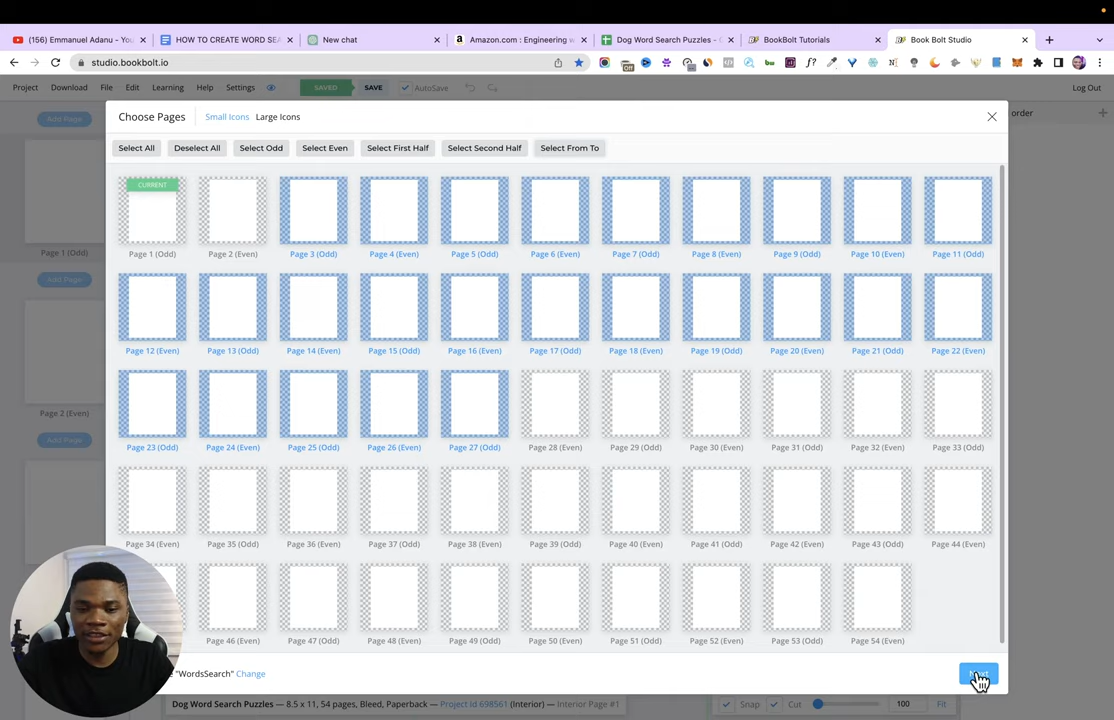 (156) Emmanuel Adanu - You
HOW TO CREATE WORD SEA
New chat
Amazon.com : Engineering w
Dog Word Search Puzzles - G
BookBolt Tutorials
Book Bolt Studio
studio.bookbolt.io
Project Download File Edit Learning Help Settings SAVED SAVE AutoSave Log Out
Add Page
Page 1 (Odd)
Add Page
Page 2 (Even)
Add Page
order
Choose Pages Small Icons Large Icons
Select All Deselect All Select Odd Select Even Select First Half Select Second Half Select From To
CURRENT
Page 1 (Odd) Page 2 (Even) Page 3 (Odd) Page 4 (Even) Page 5 (Odd) Page 6 (Even) Page 7 (Odd) Page 8 (Even) Page 9 (Odd) Page 10 (Even) Page 11 (Odd)
Page 12 (Even) Page 13 (Odd) Page 14 (Even) Page 15 (Odd) Page 16 (Even) Page 17 (Odd) Page 18 (Even) Page 19 (Odd) Page 20 (Even) Page 21 (Odd) Page 22 (Even)
Page 23 (Odd) Page 24 (Even) Page 25 (Odd) Page 26 (Even) Page 27 (Odd) Page 28 (Even) Page 29 (Odd) Page 30 (Even) Page 31 (Odd) Page 32 (Even) Page 33 (Odd)
Page 34 (Even) Page 35 (Odd) Page 36 (Even) Page 37 (Odd) Page 38 (Even) Page 39 (Odd) Page 40 (Even) Page 41 (Odd) Page 42 (Even) Page 43 (Odd) Page 44 (Even)
Page 46 (Even) Page 47 (Odd) Page 48 (Even) Page 49 (Odd) Page 50 (Even) Page 51 (Odd) Page 52 (Even) Page 53 (Odd) Page 54 (Even)
"WordsSearch" Change
Next
Dog Word Search Puzzles — 8.5 x 11, 54 pages, Bleed, Paperback — Project Id 698561 (Interior) — Interior Page #1
Snap Cut 100 Fit